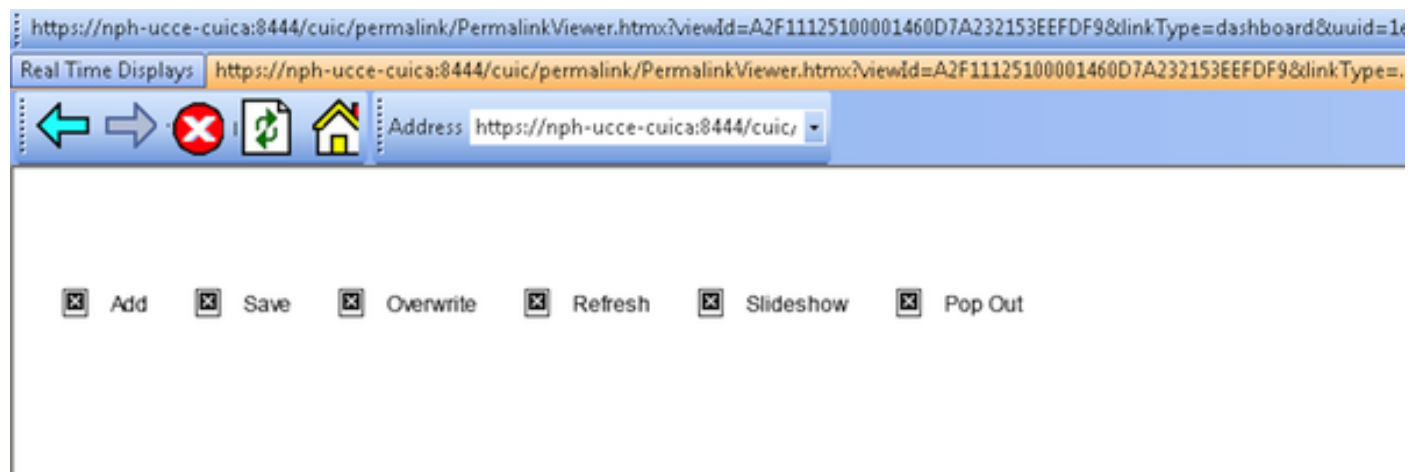 https://nph-ucce-cuica:8444/cuic/permalink/PermalinkViewer.htmx?viewId=A2F11125100001460D7A232153EEFDF9&linkType=dashboard&uuid=1e
Real Time Displays https://nph-ucce-cuica:8444/cuic/permalink/PermalinkViewer.htmx?viewId=A2F11125100001460D7A232153EEFDF9&linkType=.
Address https://nph-ucce-cuica:8444/cuic/
Add Save Overwrite Refresh Slideshow Pop Out